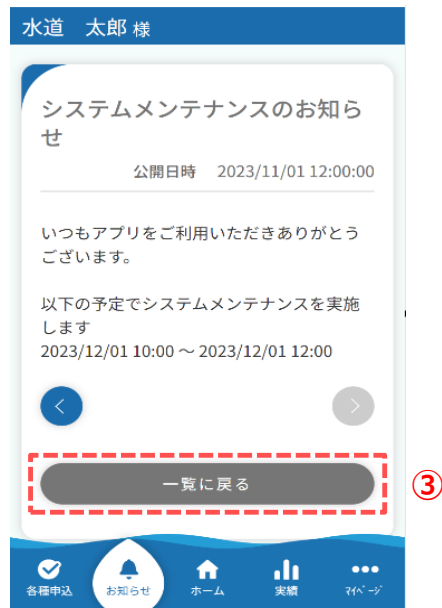 水道　太郎 様
システムメンテナンスのお知ら
せ
公開日時　2023/11/01 12:00:00
いつもアプリをご利用いただきありがとう
ございます。
以下の予定でシステムメンテナンスを実施
します
2023/12/01 10:00 ～ 2023/12/01 12:00
一覧に戻る
③
各種申込　お知らせ　ホーム　実績　ﾏｲﾍﾟｰｼﾞ